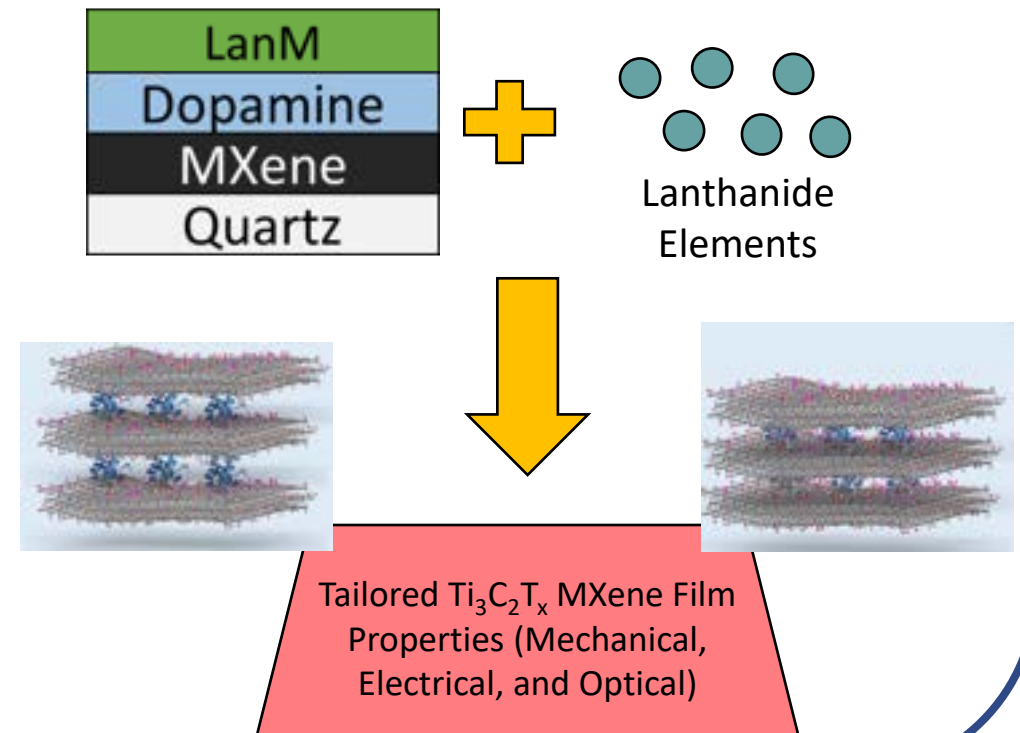 LanM
Dopamine
MXene
Quartz
Lanthanide
Elements
Tailored Ti₃C₂Tₓ MXene Film
Properties (Mechanical,
Electrical, and Optical)